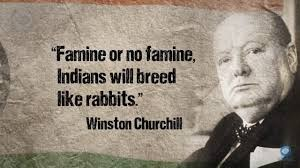 “Famine or no famine,
Indians will breed
like rabbits.”
Winston Churchill